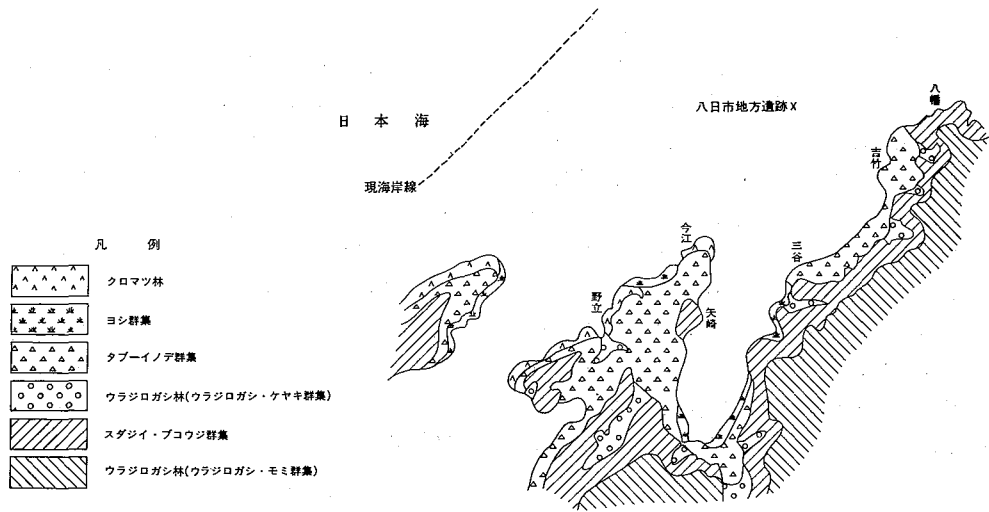 日本海
現海岸線
八日市地方遺跡×
八幡
吉竹
三谷
今江
矢崎
野立
凡例
クロマツ林
ヨシ群集
タブーイノデ群集
ウラジロガシ林(ウラジロガシ・ケヤキ群集)
スダジイ・ブコウジ群集
ウラジロガシ林(ウラジロガシ・モミ群集)